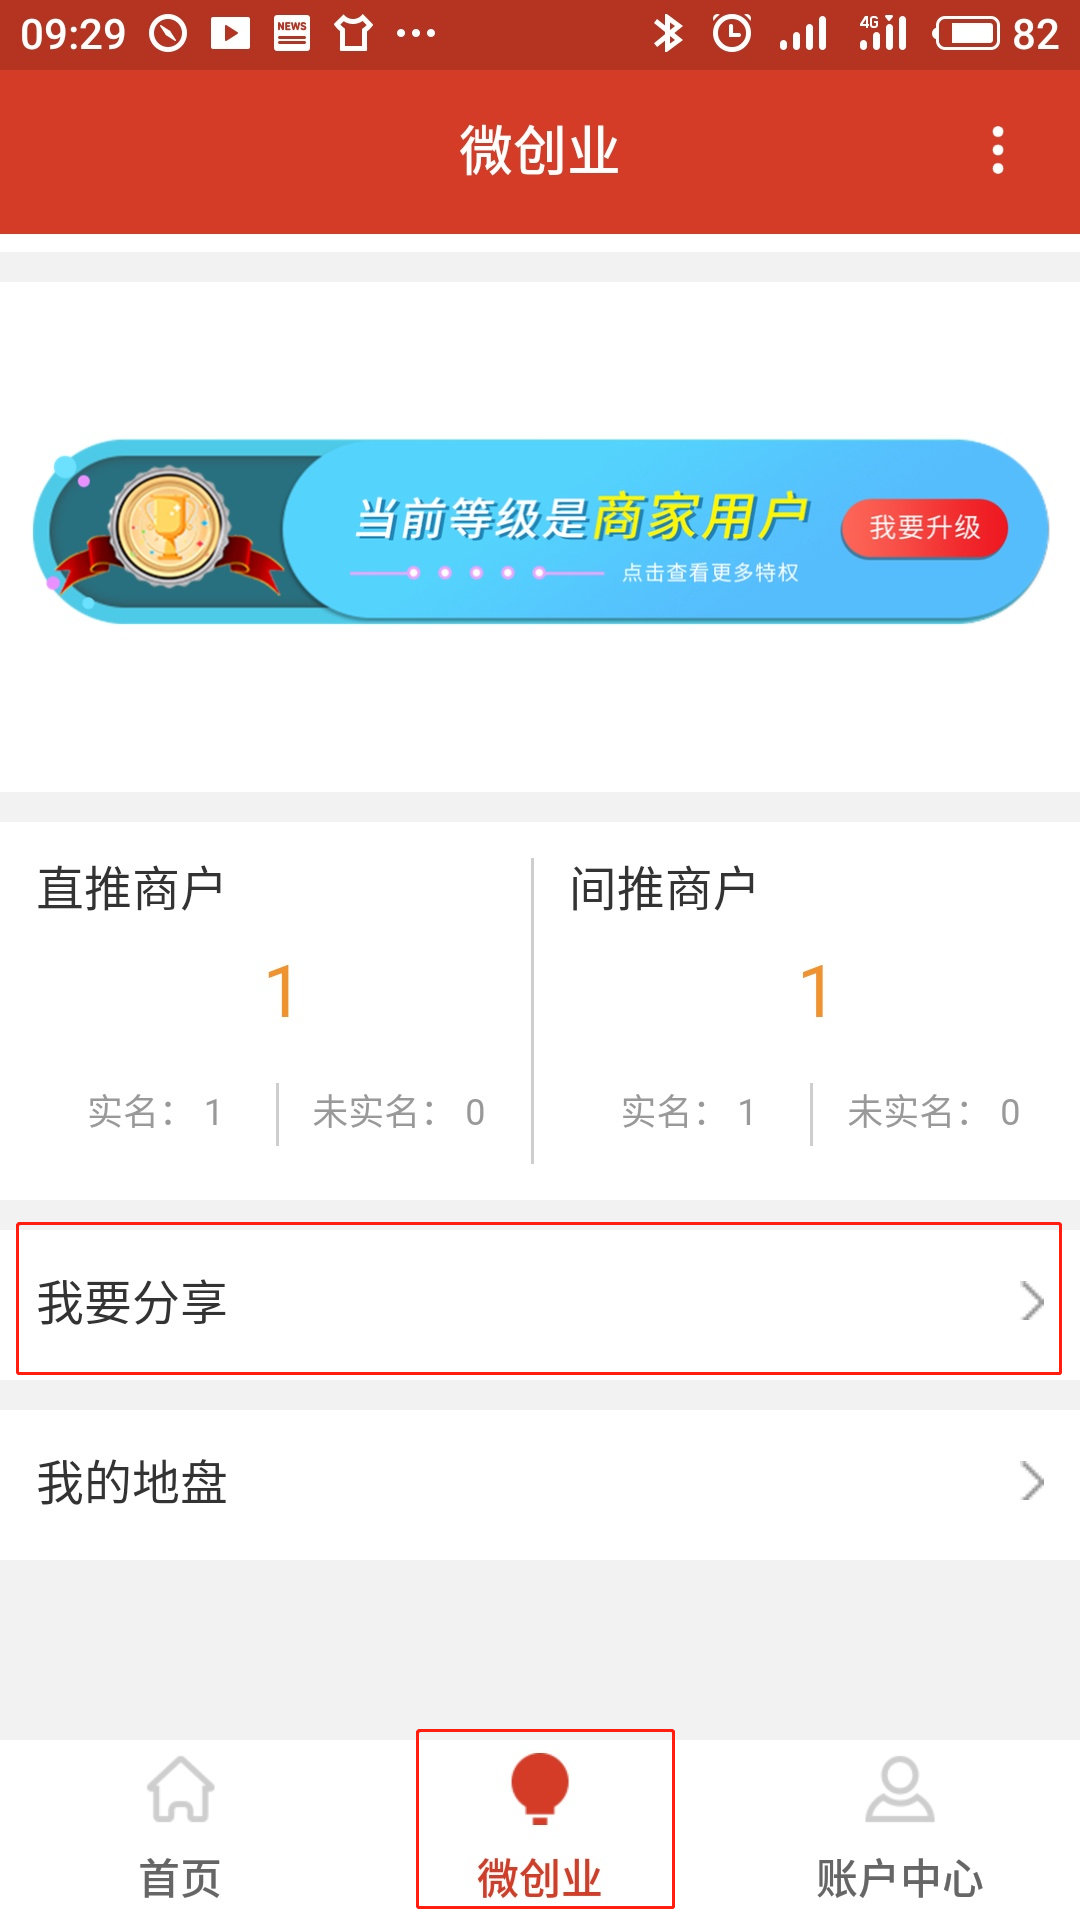 09:29 NEWS 4G 82
微创业
当前等级是商家用户
我要升级
点击查看更多特权
直推商户 间推商户
1 1
实名： 1 未实名： 0 实名： 1 未实名： 0
我要分享
我的地盘
首页 微创业 账户中心